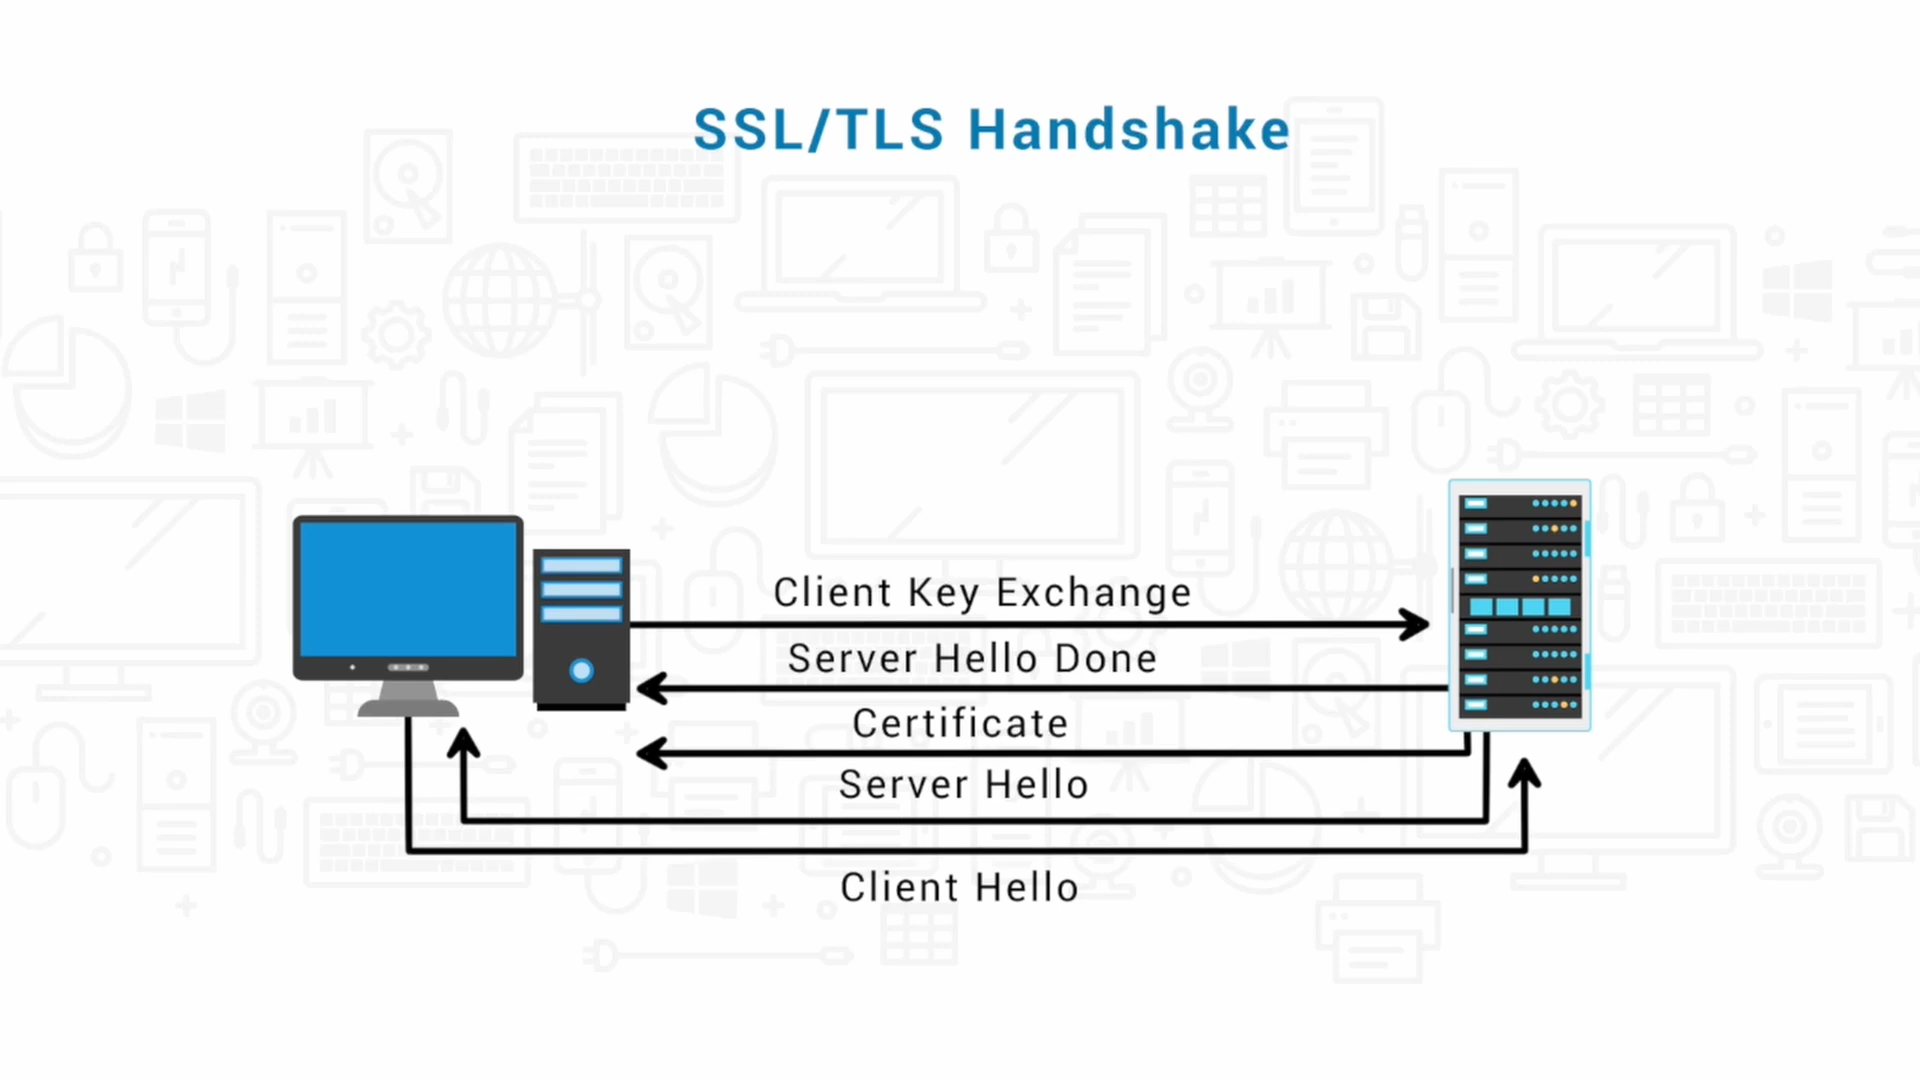 SSL/TLS Handshake
Client Key Exchange
Server Hello Done
Certificate
Server Hello
Client Hello